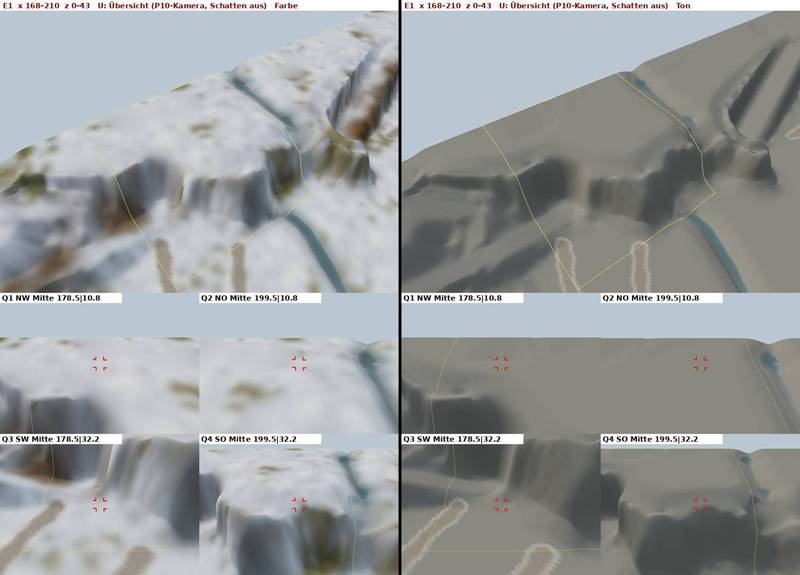 E1 x 168-210 z 0-43 U: Übersicht (P10-Kamera, Schatten aus) Farbe
E1 x 168-210 z 0-43 U: Übersicht (P10-Kamera, Schatten aus) Ton
Q1 NW Mitte 178.5|10.8
Q2 NO Mitte 199.5|10.8
Q1 NW Mitte 178.5|10.8
Q2 NO Mitte 199.5|10.8
Q3 SW Mitte 178.5|32.2
Q4 SO Mitte 199.5|32.2
Q3 SW Mitte 178.5|32.2
Q4 SO Mitte 199.5|32.2